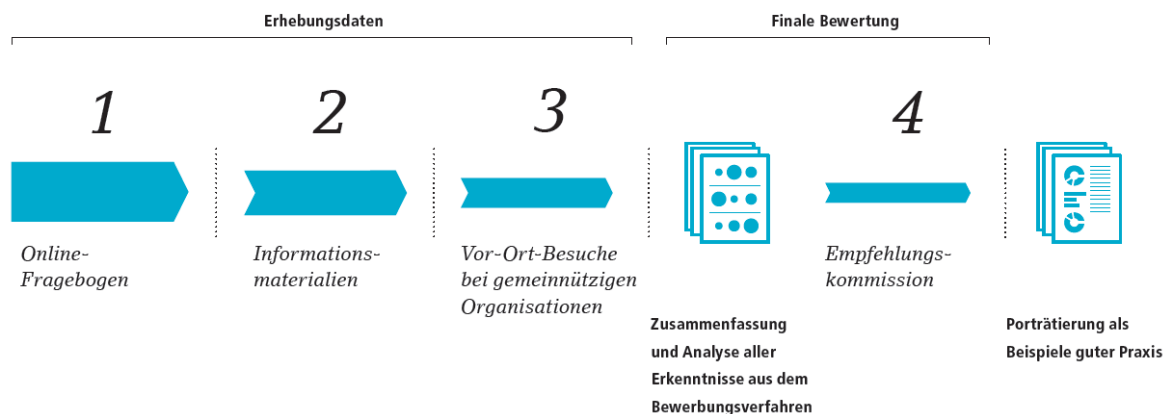 Erhebungsdaten
Finale Bewertung
1
2
3
4
Online-
Fragebogen
Informations-
materialien
Vor-Ort-Besuche
bei gemeinnützigen
Organisationen
Empfehlungs-
kommission
Zusammenfassung
und Analyse aller
Erkenntnisse aus dem
Bewerbungsverfahren
Porträtierung als
Beispiele guter Praxis